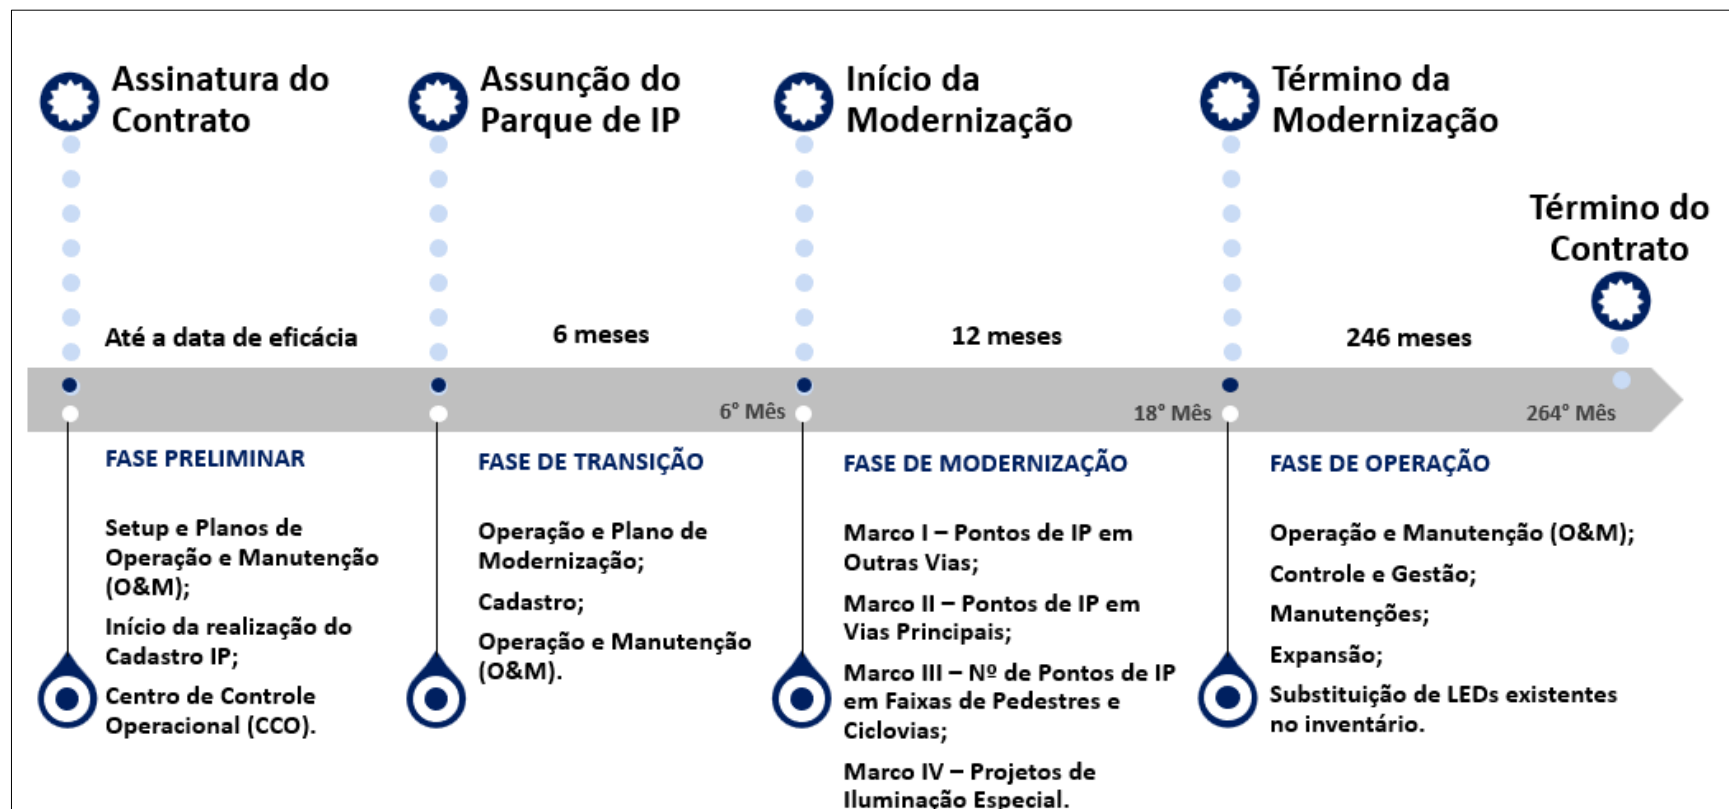 Assinatura do
Contrato
Assunção do
Parque de IP
Início da
Modernização
Término da
Modernização
Término do
Contrato
Até a data de eficácia
6 meses
12 meses
246 meses
6° Mês
18° Mês
264° Mês
FASE PRELIMINAR
Setup e Planos de
Operação e Manutenção
(O&M);
Início da realização do
Cadastro IP;
Centro de Controle
Operacional (CCO).
FASE DE TRANSIÇÃO
Operação e Plano de
Modernização;
Cadastro;
Operação e Manutenção
(O&M).
FASE DE MODERNIZAÇÃO
Marco I – Pontos de IP em
Outras Vias;
Marco II – Pontos de IP em
Vias Principais;
Marco III – Nº de Pontos de IP
em Faixas de Pedestres e
Ciclovias;
Marco IV – Projetos de
Iluminação Especial.
FASE DE OPERAÇÃO
Operação e Manutenção (O&M);
Controle e Gestão;
Manutenções;
Expansão;
Substituição de LEDs existentes
no inventário.